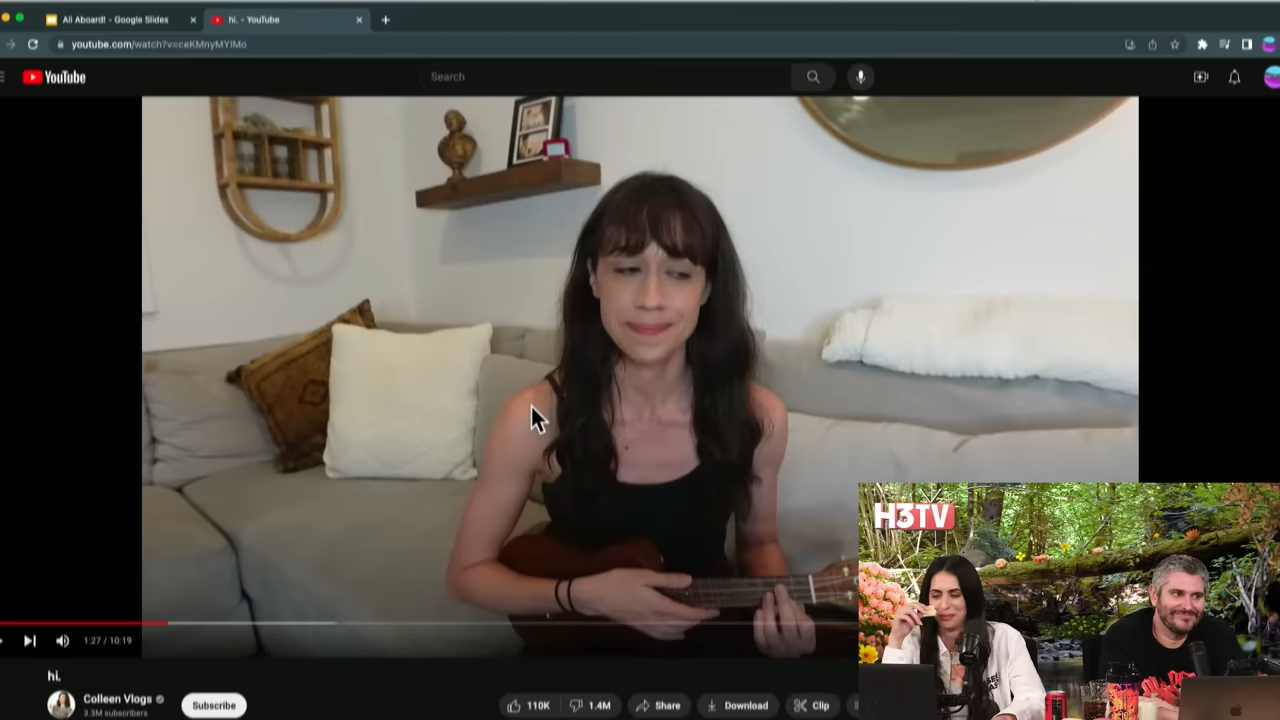 All Aboard! - Google Slides
hi. - YouTube
youtube.com/watch?v=ceKMnyMYIMo
YouTube
Search
H3TV
1:27 / 10:19
hi.
Colleen Vlogs
3.3M subscribers
Subscribe
110K
1.4M
Share
Download
Clip